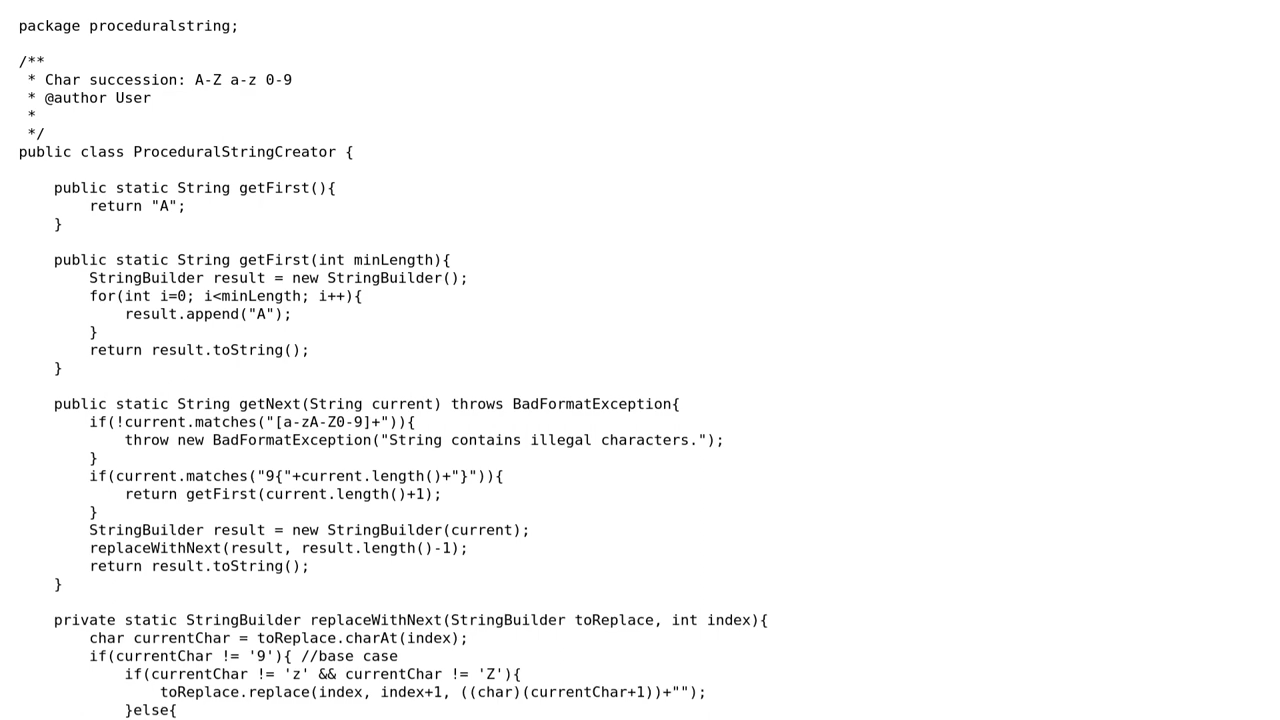 package proceduralstring;

/**
 * Char succession: A-Z a-z 0-9
 * @author User
 *
 */
public class ProceduralStringCreator {

    public static String getFirst(){
        return "A";
    }

    public static String getFirst(int minLength){
        StringBuilder result = new StringBuilder();
        for(int i=0; i<minLength; i++){
            result.append("A");
        }
        return result.toString();
    }

    public static String getNext(String current) throws BadFormatException{
        if(!current.matches("[a-zA-Z0-9]+")){
            throw new BadFormatException("String contains illegal characters.");
        }
        if(current.matches("9{"+current.length()+"}")){
            return getFirst(current.length()+1);
        }
        StringBuilder result = new StringBuilder(current);
        replaceWithNext(result, result.length()-1);
        return result.toString();
    }

    private static StringBuilder replaceWithNext(StringBuilder toReplace, int index){
        char currentChar = toReplace.charAt(index);
        if(currentChar != '9'){ //base case
            if(currentChar != 'z' && currentChar != 'Z'){
                toReplace.replace(index, index+1, ((char)(currentChar+1))+"");
            }else{